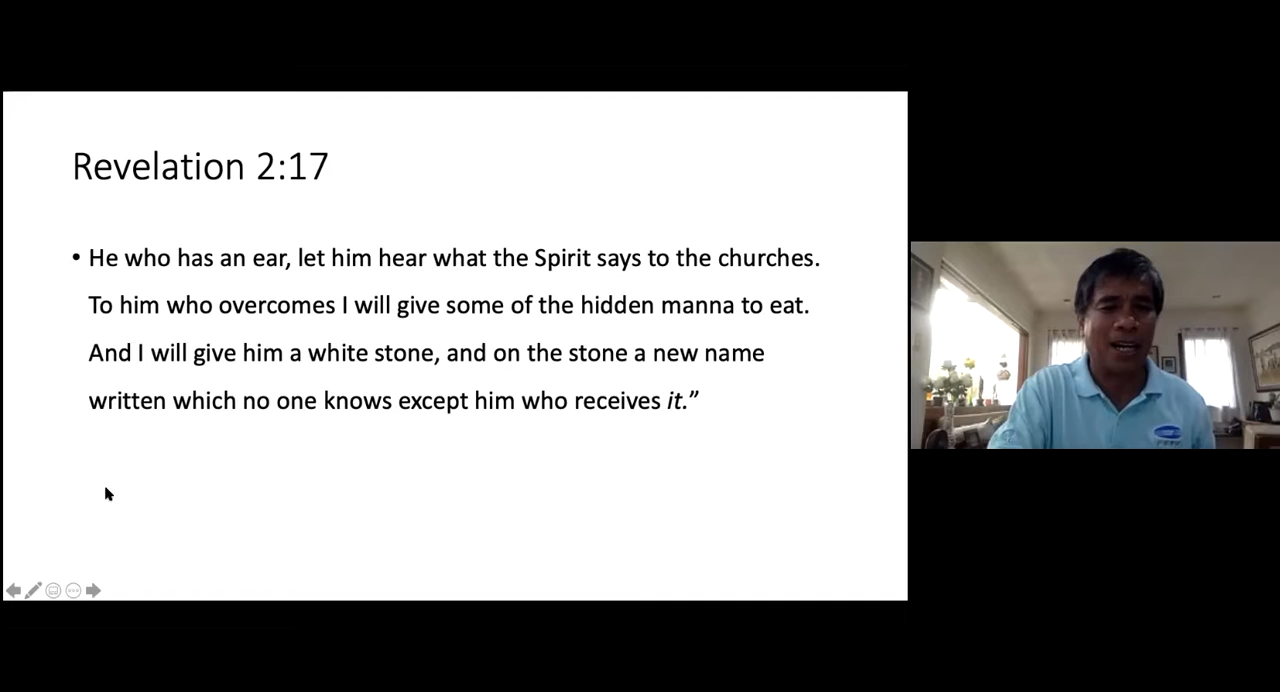 Revelation 2:17
• He who has an ear, let him hear what the Spirit says to the churches.
To him who overcomes I will give some of the hidden manna to eat.
And I will give him a white stone, and on the stone a new name
written which no one knows except him who receives it.”